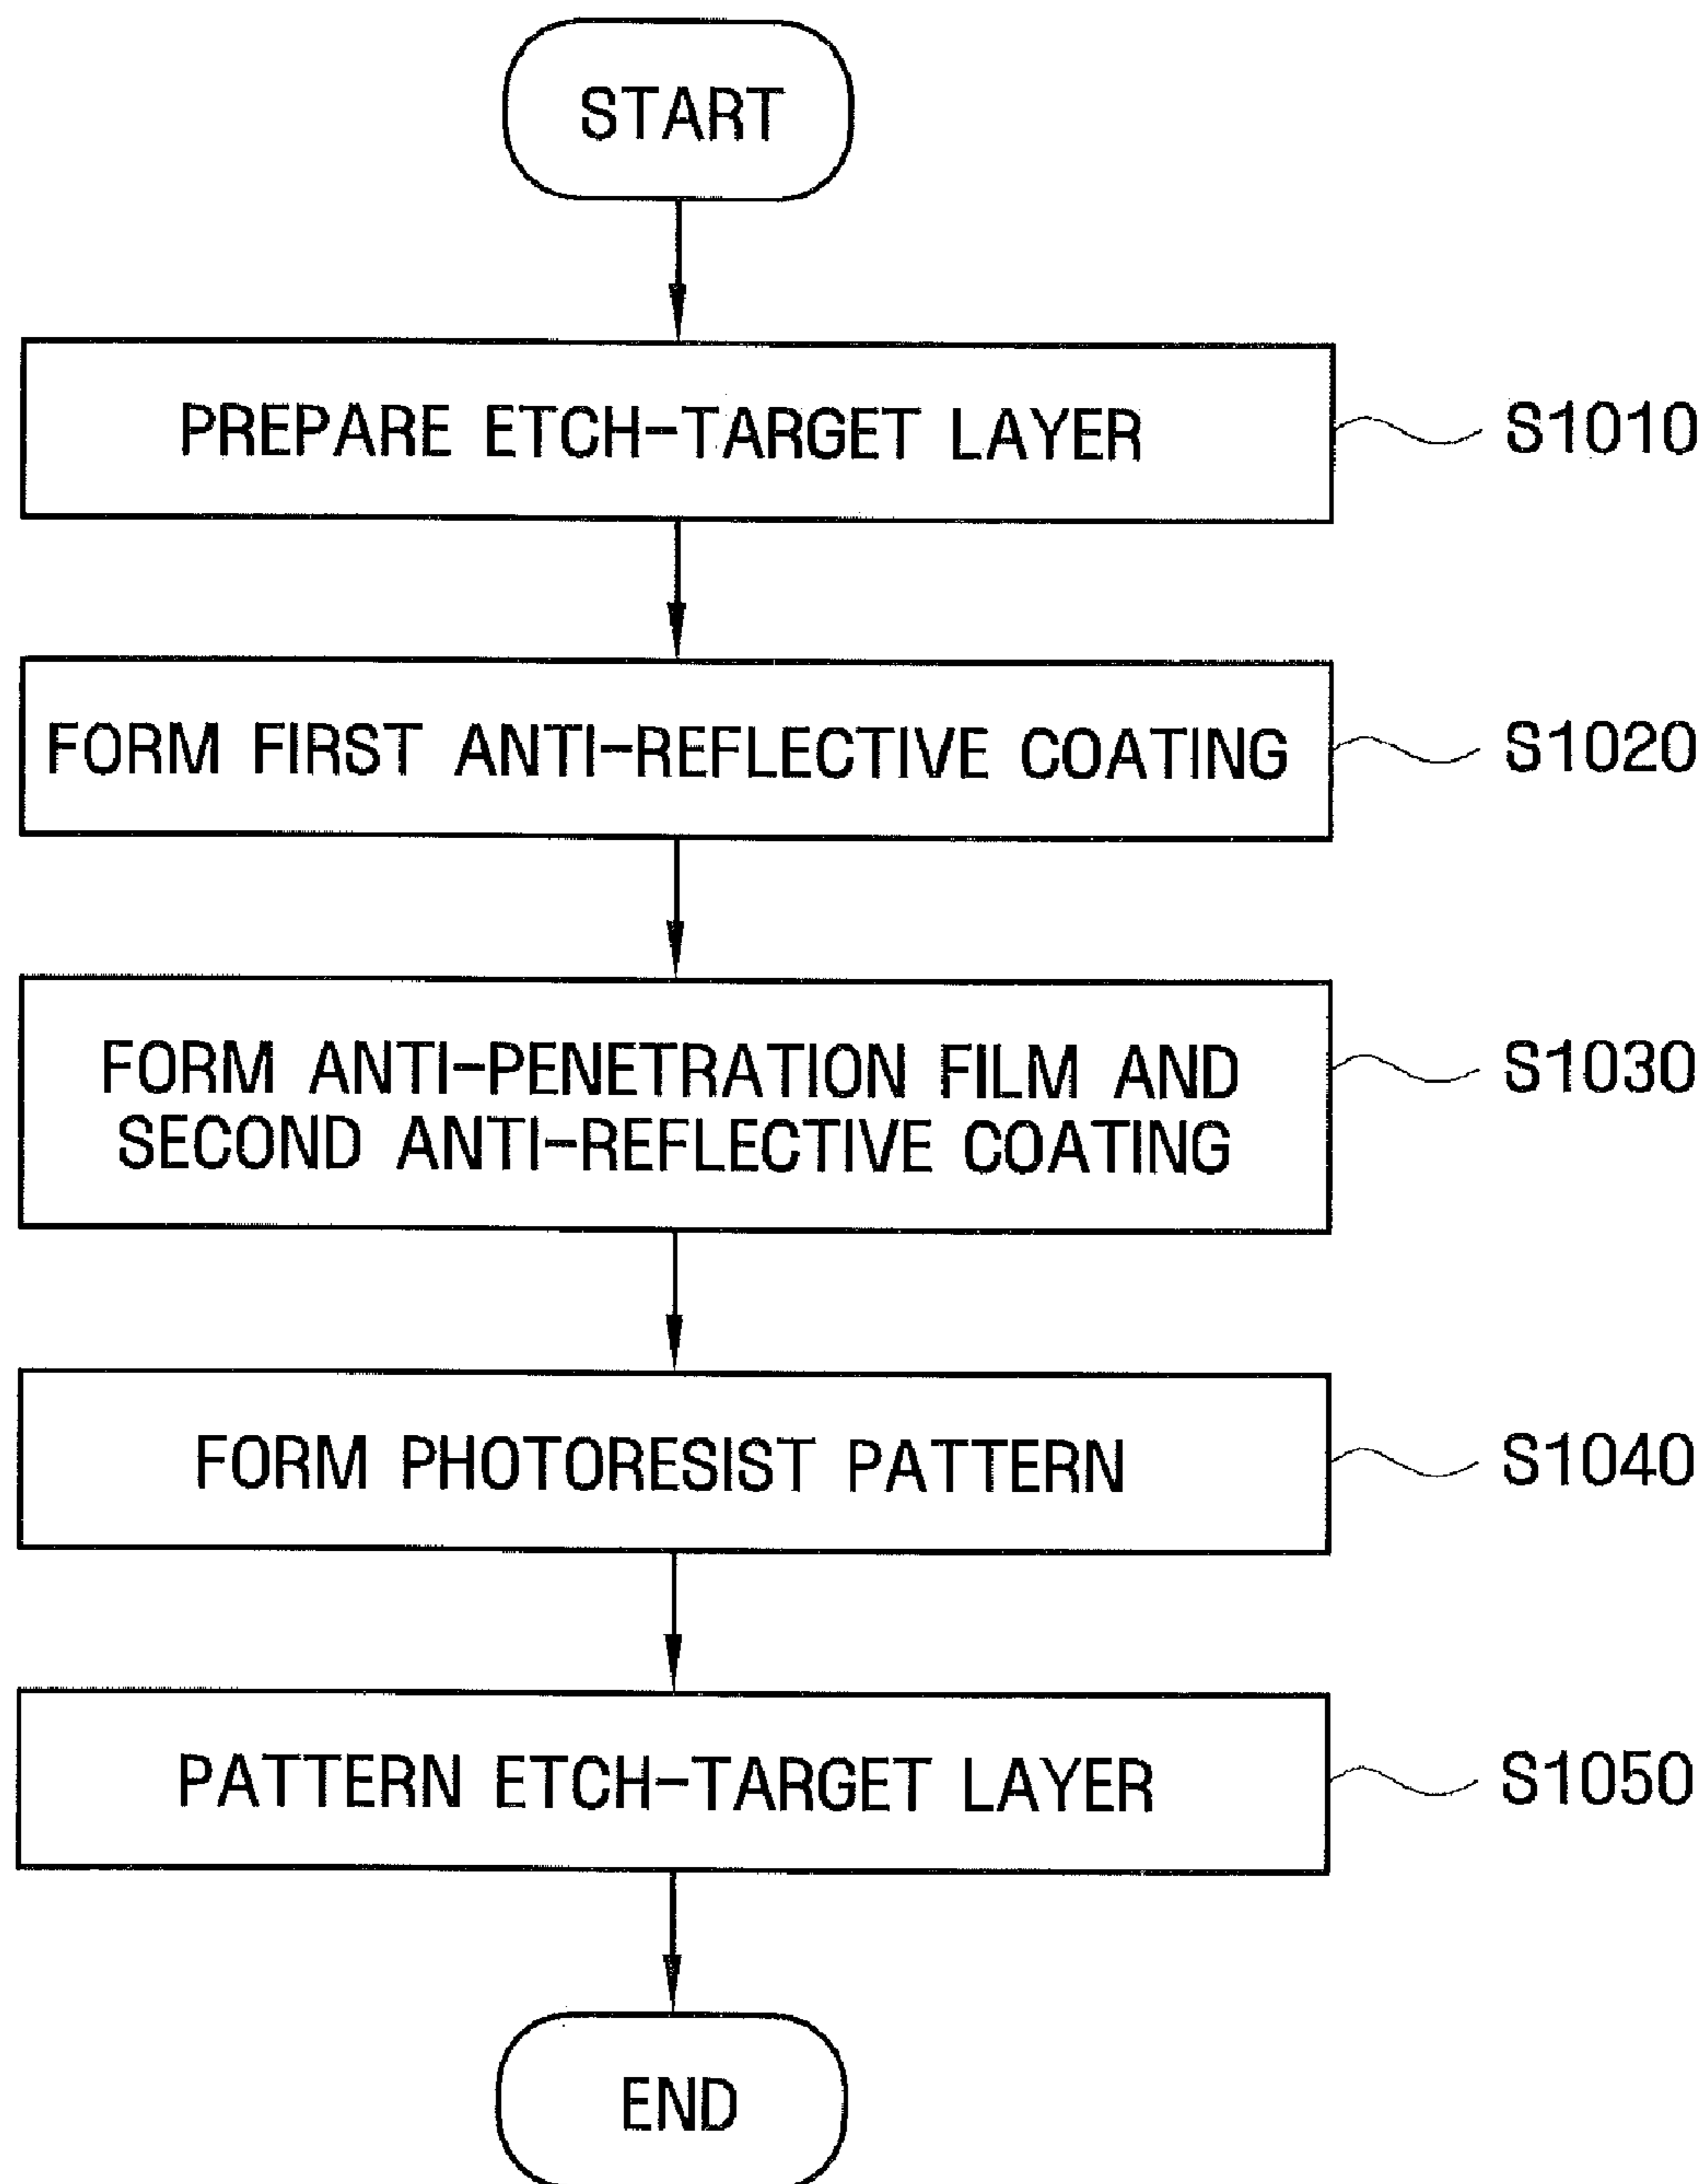 START
PREPARE ETCH-TARGET LAYER
S1010
FORM FIRST ANTI-REFLECTIVE COATING
S1020
FORM ANTI-PENETRATION FILM AND
SECOND ANTI-REFLECTIVE COATING
S1030
FORM PHOTORESIST PATTERN
S1040
PATTERN ETCH-TARGET LAYER
S1050
END